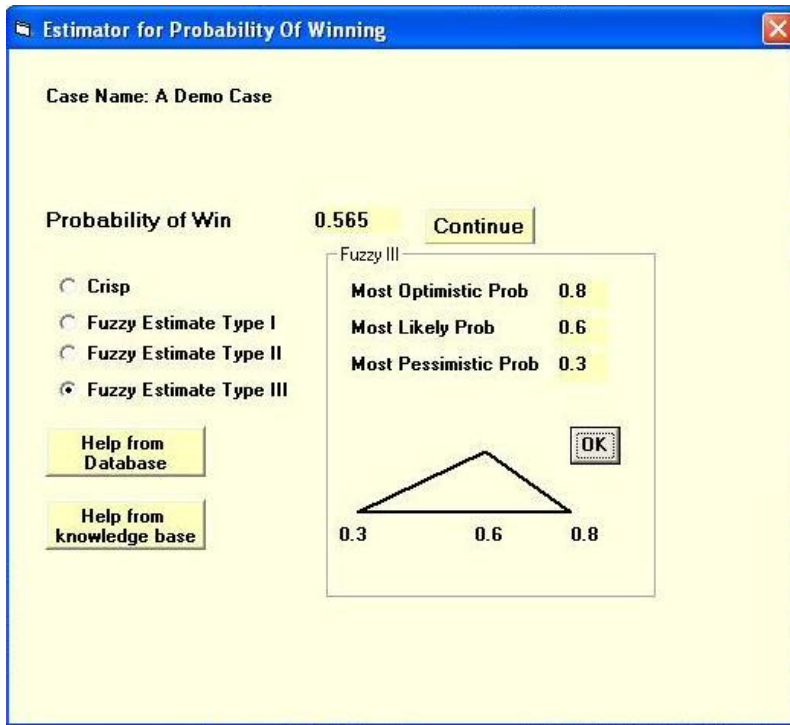 Estimator for Probability Of Winning
Case Name: A Demo Case
Probability of Win 0.565 Continue
Crisp
Fuzzy Estimate Type I
Fuzzy Estimate Type II
Fuzzy Estimate Type III
Help from
Database
Help from
knowledge base
Fuzzy III
Most Optimistic Prob 0.8
Most Likely Prob 0.6
Most Pessimistic Prob 0.3
OK
0.3 0.6 0.8